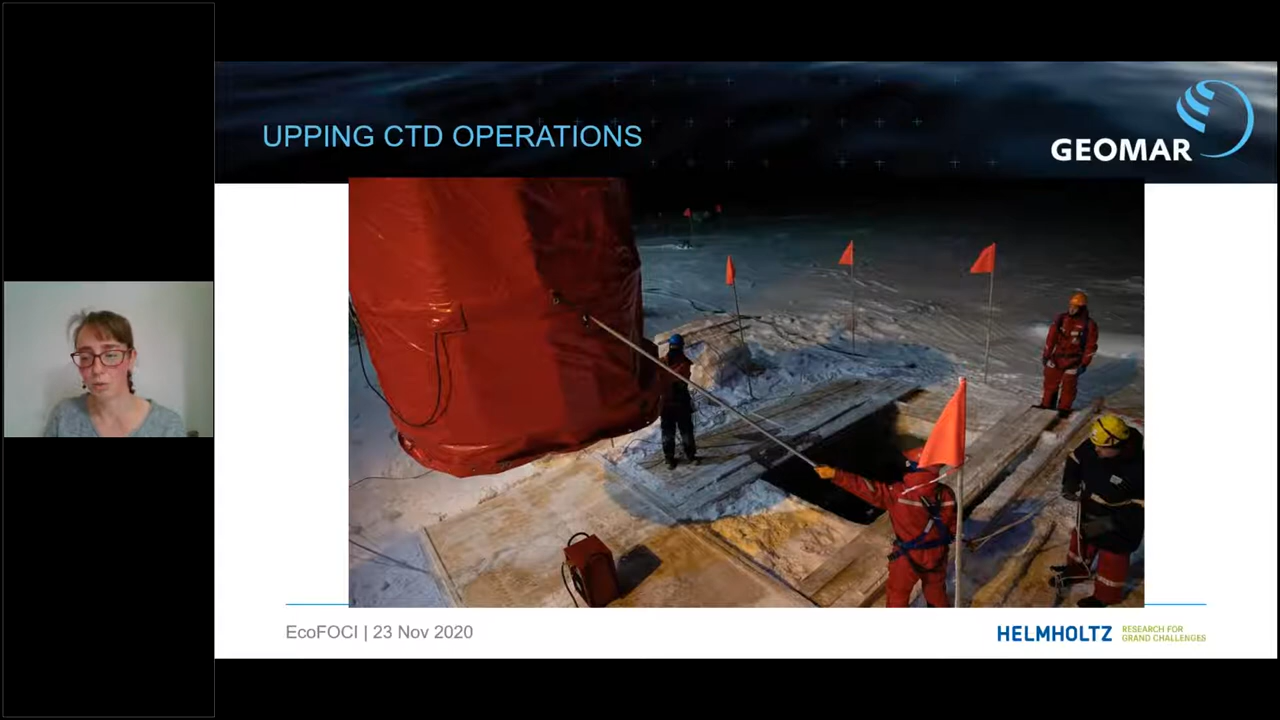 UPPING CTD OPERATIONS
GEOMAR
EcoFOCI | 23 Nov 2020
HELMHOLTZ
RESEARCH FOR
GRAND CHALLENGES